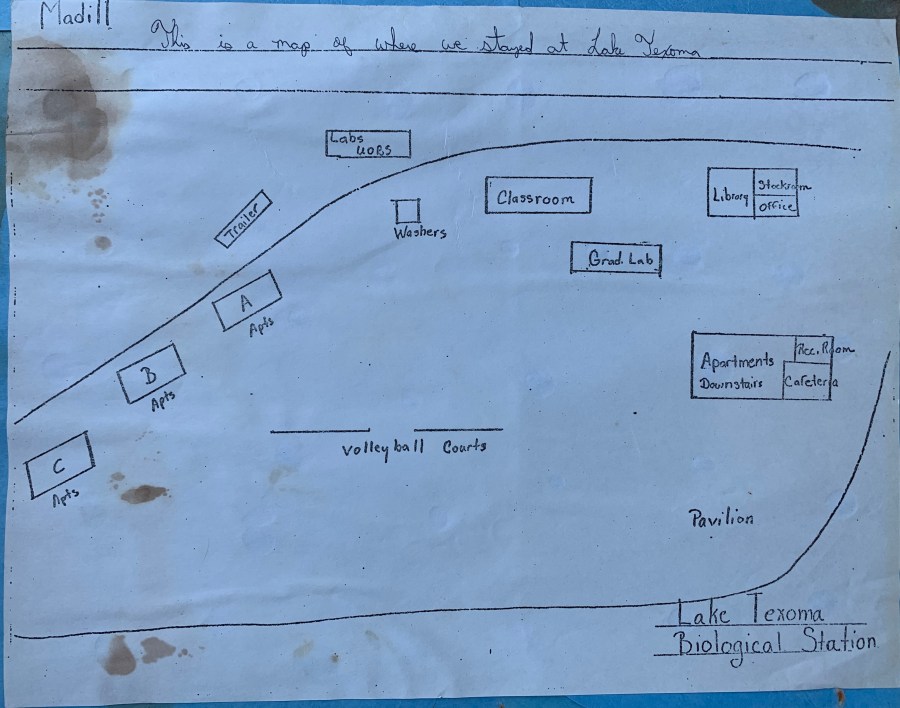 Madill
This is a map of where we stayed at Lake Texoma
Labs
UOBS
Trailer
Washers
Classroom
Library
Stockroom
Office
Grad. Lab
A
Apts
B
Apts
C
Apts
Apartments
Downstairs
Rec. Room
Cafeteria
Volleyball Courts
Pavilion
Lake Texoma
Biological Station